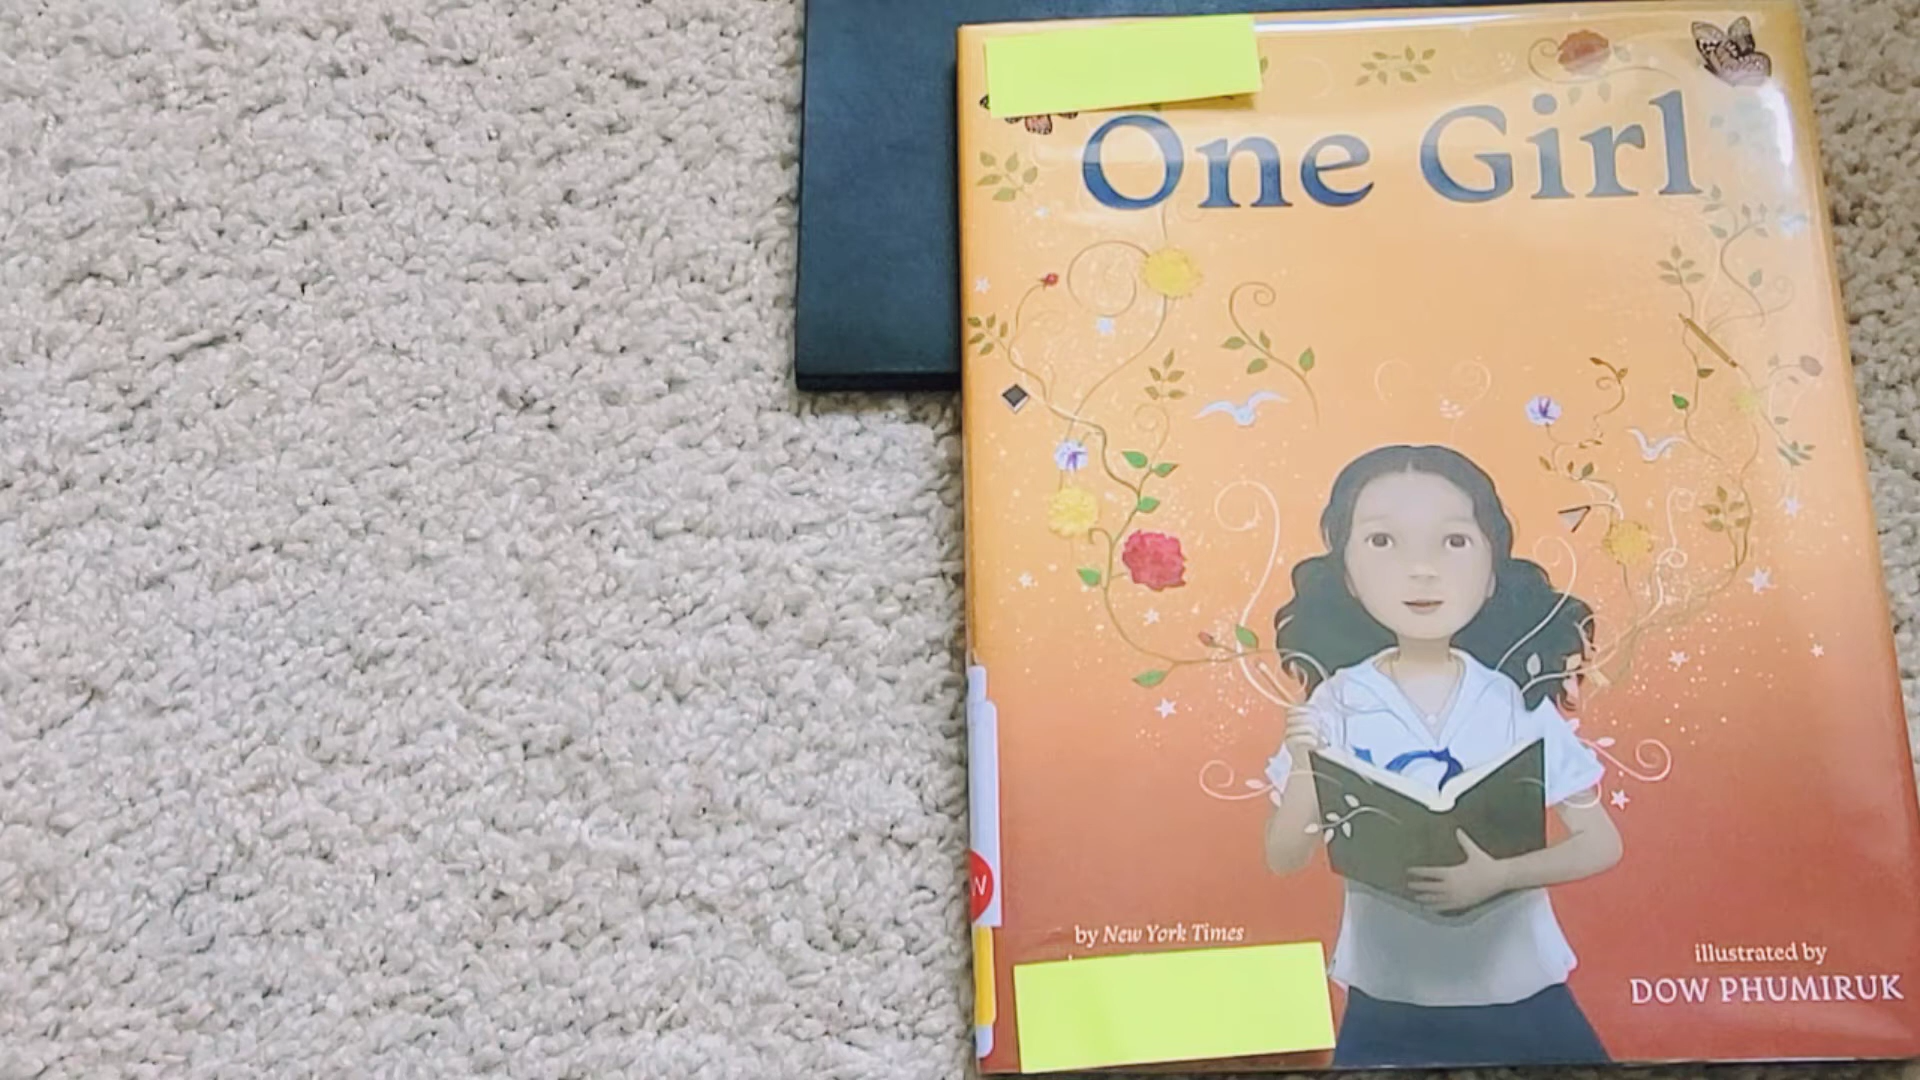 One Girl
by New York Times
illustrated by
DOW PHUMIRUK